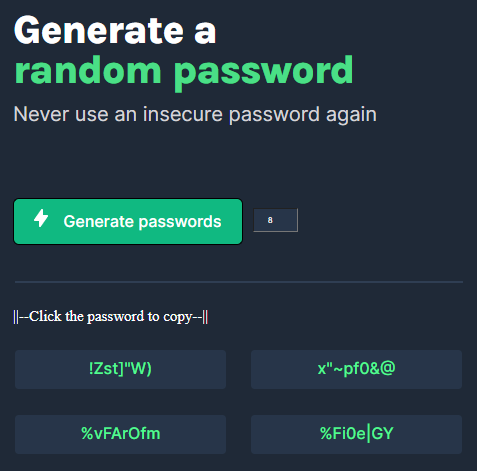 Generate a
random password
Never use an insecure password again
Generate passwords
8
||--Click the password to copy--||
!Zst]"W)
x"~pf0&@
%vFArOfm
%Fi0e|GY